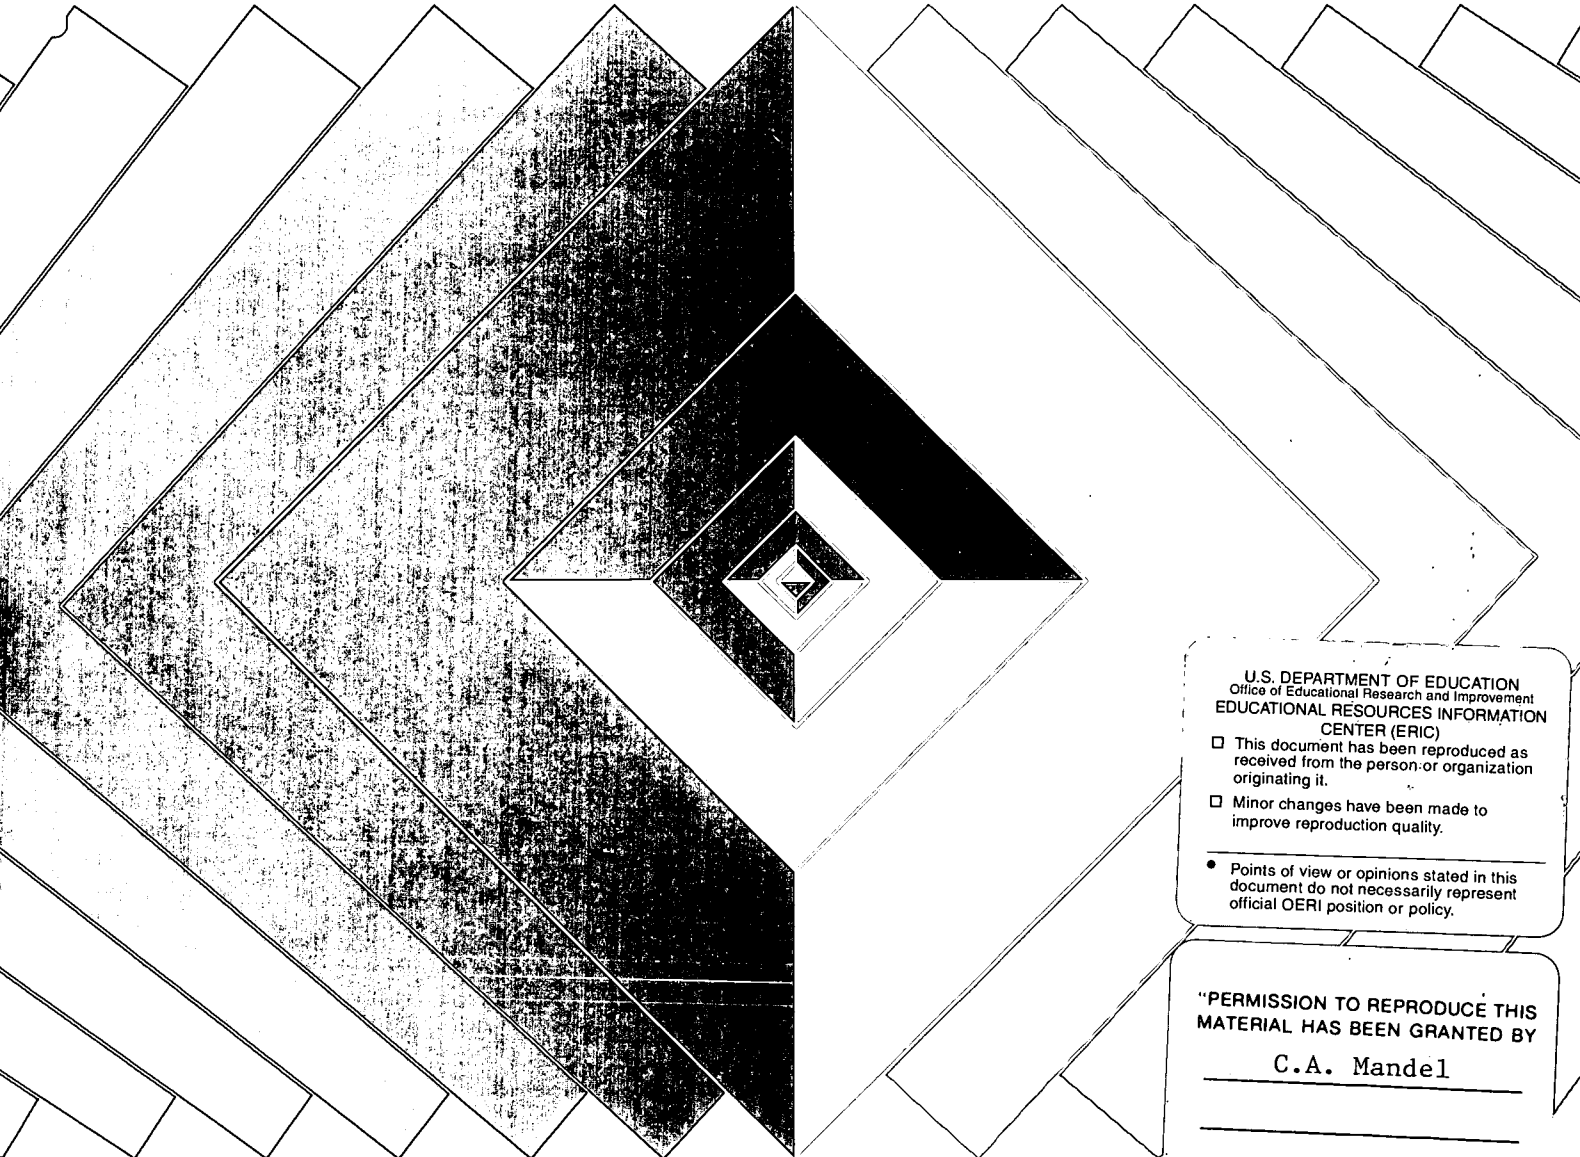 U.S. DEPARTMENT OF EDUCATION
Office of Educational Research and Improvement
EDUCATIONAL RESOURCES INFORMATION
CENTER (ERIC)
☐ This document has been reproduced as
received from the person or organization
originating it.
☐ Minor changes have been made to
improve reproduction quality.
● Points of view or opinions stated in this
document do not necessarily represent
official OERI position or policy.
"PERMISSION TO REPRODUCE THIS
MATERIAL HAS BEEN GRANTED BY
C.A. Mandel